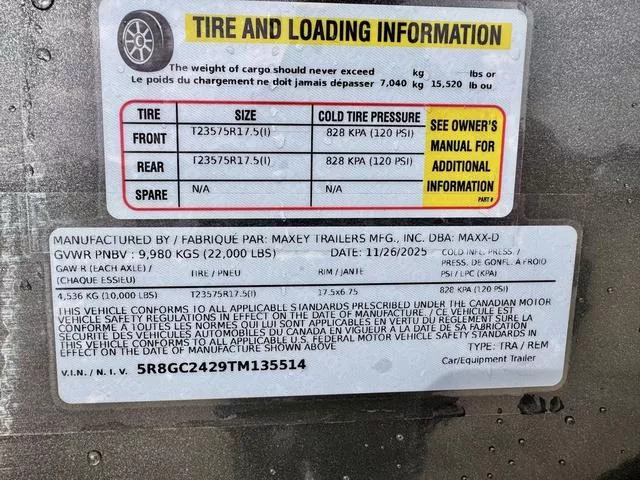 TIRE AND LOADING INFORMATION
The weight of cargo should never exceed kg lbs or
Le poids du chargement ne doit jamais dépasser 7,040 kg 15,520 lb ou
TIRE SIZE COLD TIRE PRESSURE
FRONT T23575R17.5(I) 828 KPA (120 PSI)
REAR T23575R17.5(I) 828 KPA (120 PSI)
SPARE N/A N/A
SEE OWNER'S
MANUAL FOR
ADDITIONAL
INFORMATION
PART #
MANUFACTURED BY / FABRIQUÉ PAR: MAXEY TRAILERS MFG., INC. DBA: MAXX-D
GVWR PNBV : 9,980 KGS (22,000 LBS) DATE: 11/26/2025 COLD INFL. PRESS. /
PRESS. DE GONFL. A FROID
GAWR (EACH AXLE) / TIRE / PNEU RIM / JANTE PSI / LPC (KPA)
(CHAQUE ESSIEU)
4,536 KG (10,000 LBS) T23575R17.5(I) 17.5x6.75 828 KPA (120 PSI)
THIS VEHICLE CONFORMS TO ALL APPLICABLE STANDARDS PRESCRIBED UNDER THE CANADIAN MOTOR
VEHICLE SAFETY REGULATIONS IN EFFECT ON THE DATE OF MANUFACTURE. / CE VEHICULE EST
CONFORME A TOUTES LES NORMES QUI LUI SONT APPLICABLES EN VERTU DU REGLEMENT SUR LA
SECURITE DES VEHICULES AUTOMOBILES DU CANADA EN VIGUEUR A LA DATE DE SA FABRICATION
THIS VEHICLE CONFORMS TO ALL APPLICABLE U.S. FEDERAL MOTOR VEHICLE SAFETY STANDARDS IN
EFFECT ON THE DATE OF MANUFACTURE SHOWN ABOVE
TYPE: TRA / REM
V.I.N. / N. I. V. 5R8GC2429TM135514 Car/Equipment Trailer